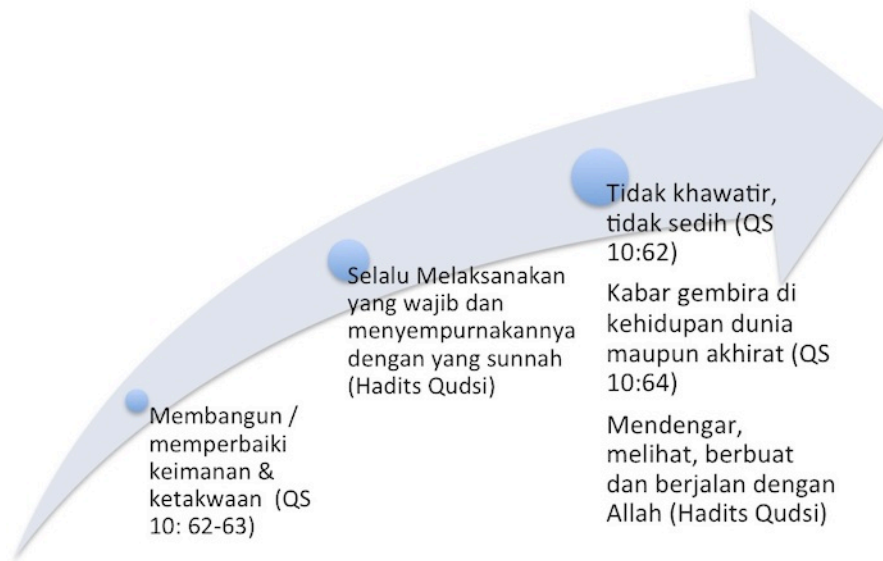 Membangun /
memperbaiki
keimanan &
ketakwaan  (QS
10: 62-63)
Selalu Melaksanakan
yang wajib dan
menyempurnakannya
dengan yang sunnah
(Hadits Qudsi)
Tidak khawatir,
tidak sedih (QS
10:62)
Kabar gembira di
kehidupan dunia
maupun akhirat (QS
10:64)
Mendengar,
melihat, berbuat
dan berjalan dengan
Allah (Hadits Qudsi)